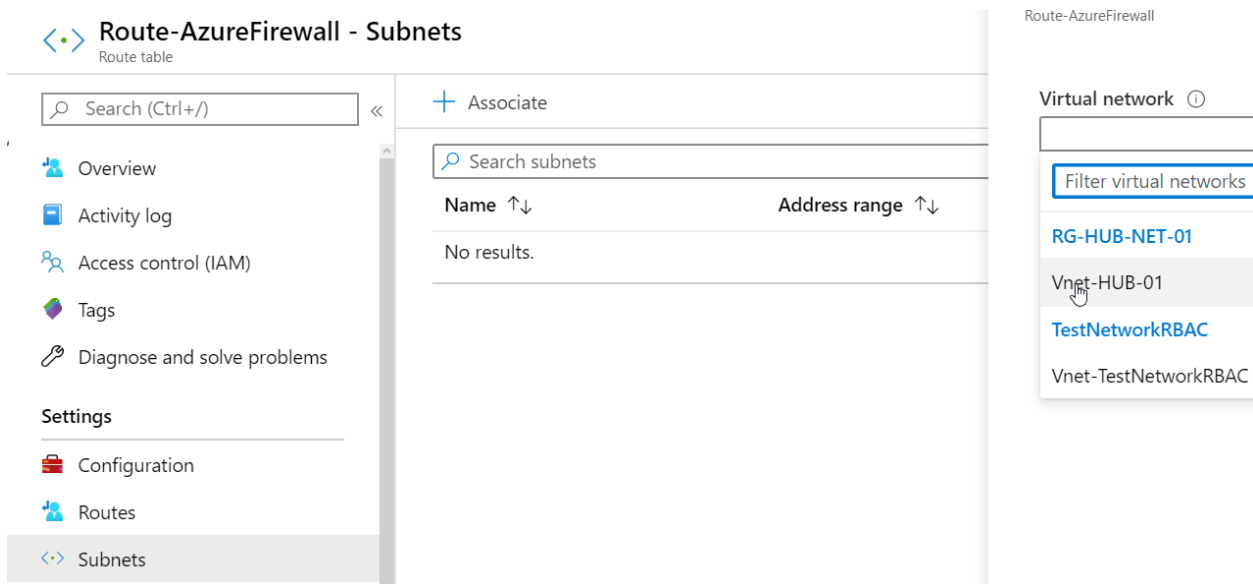 Route-AzureFirewall - Subnets
Route table
Search (Ctrl+/)
«
Overview
Activity log
Access control (IAM)
Tags
Diagnose and solve problems
Settings
Configuration
Routes
Subnets
+ Associate
Search subnets
Name ↑↓ Address range ↑↓
No results.
Route-AzureFirewall
Virtual network
Filter virtual networks
RG-HUB-NET-01
Vnet-HUB-01
TestNetworkRBAC
Vnet-TestNetworkRBAC